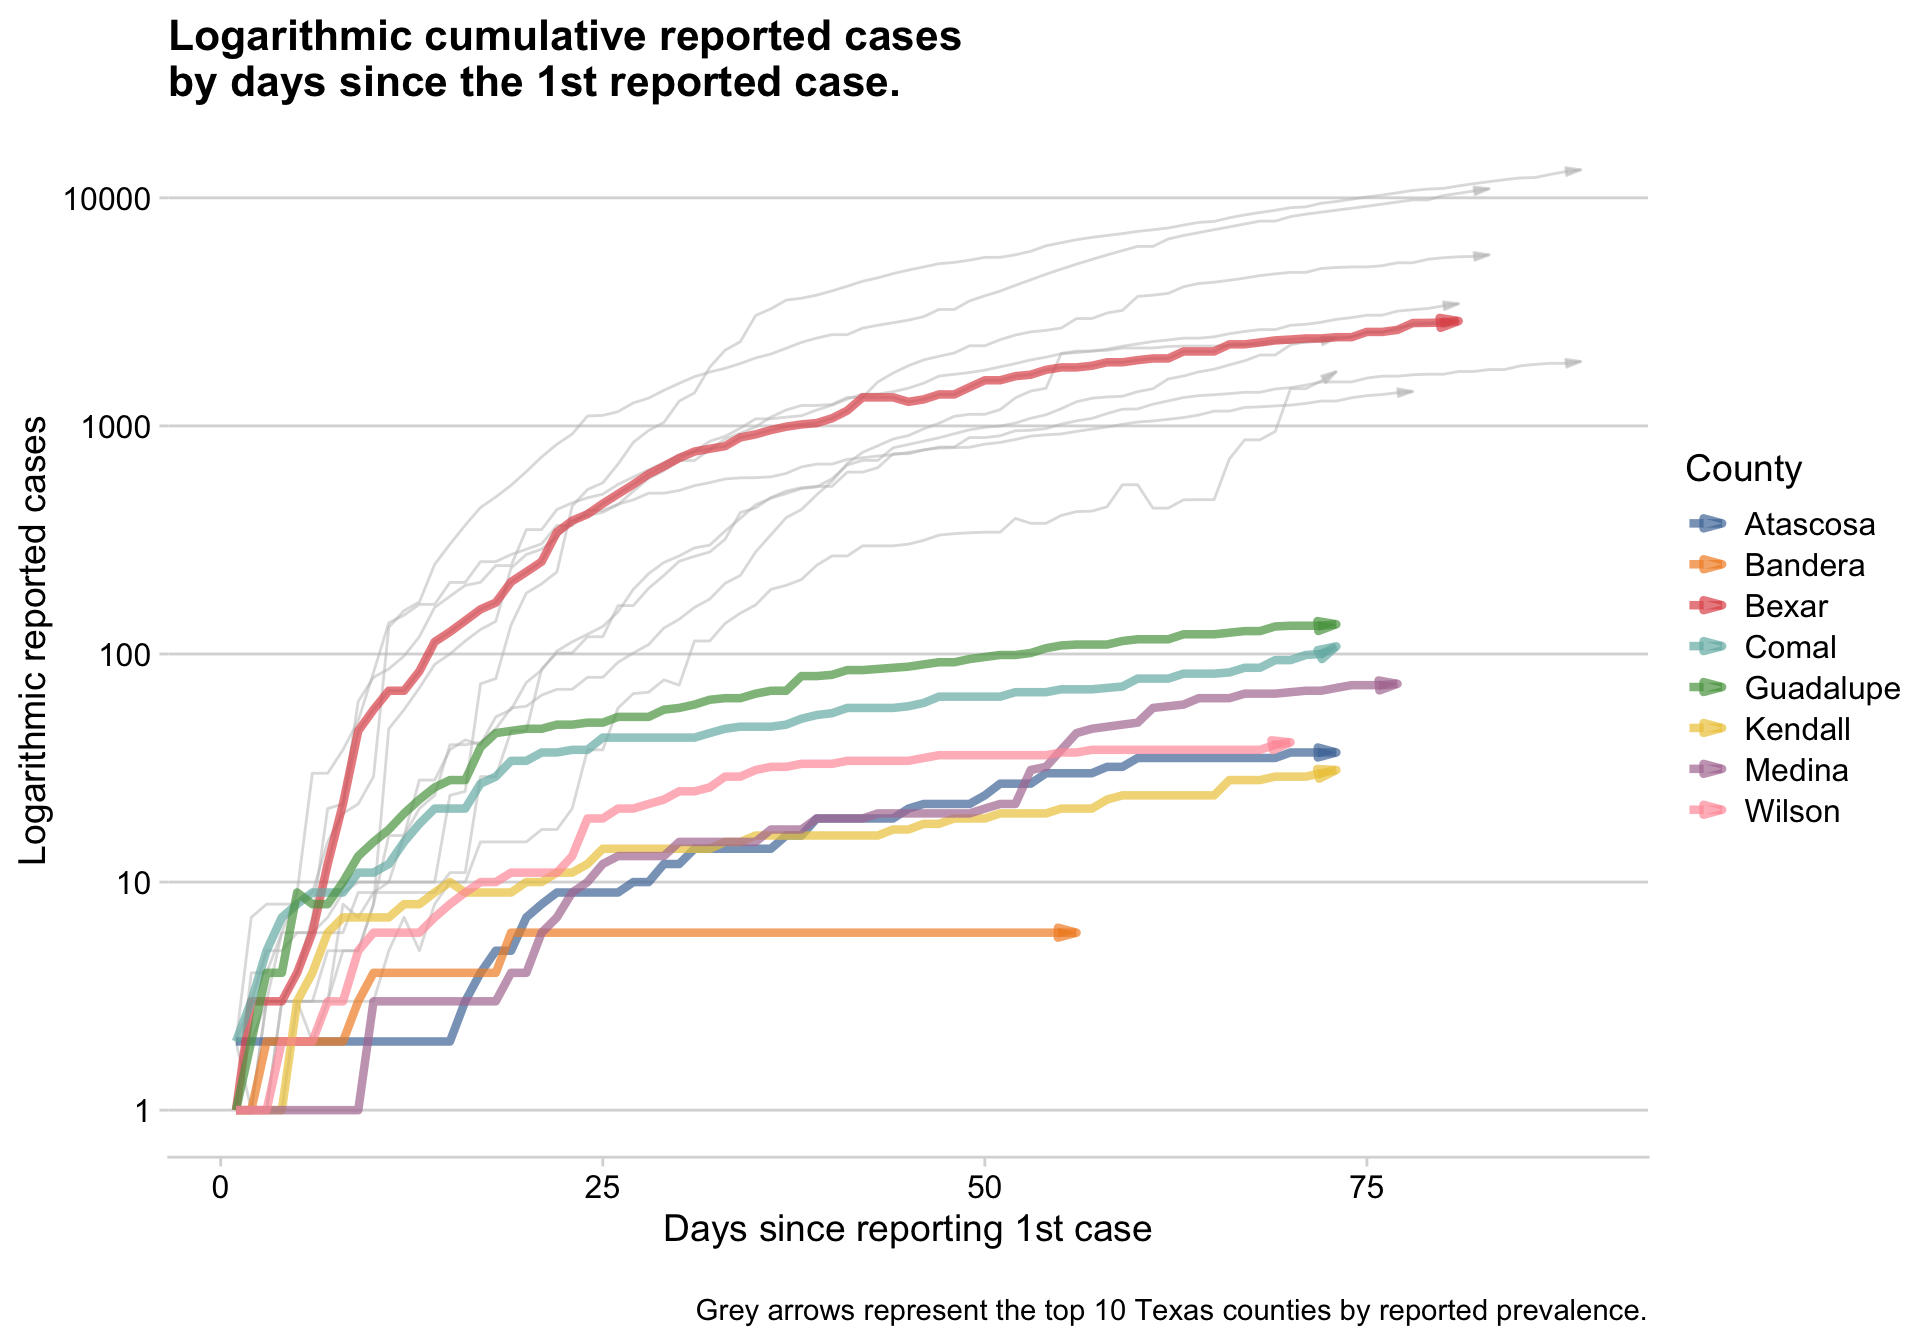 Logarithmic cumulative reported cases
by days since the 1st reported case.
10000
1000
100
10
1
Logarithmic reported cases
0 25 50 75
Days since reporting 1st case
County
Atascosa
Bandera
Bexar
Comal
Guadalupe
Kendall
Medina
Wilson
Grey arrows represent the top 10 Texas counties by reported prevalence.